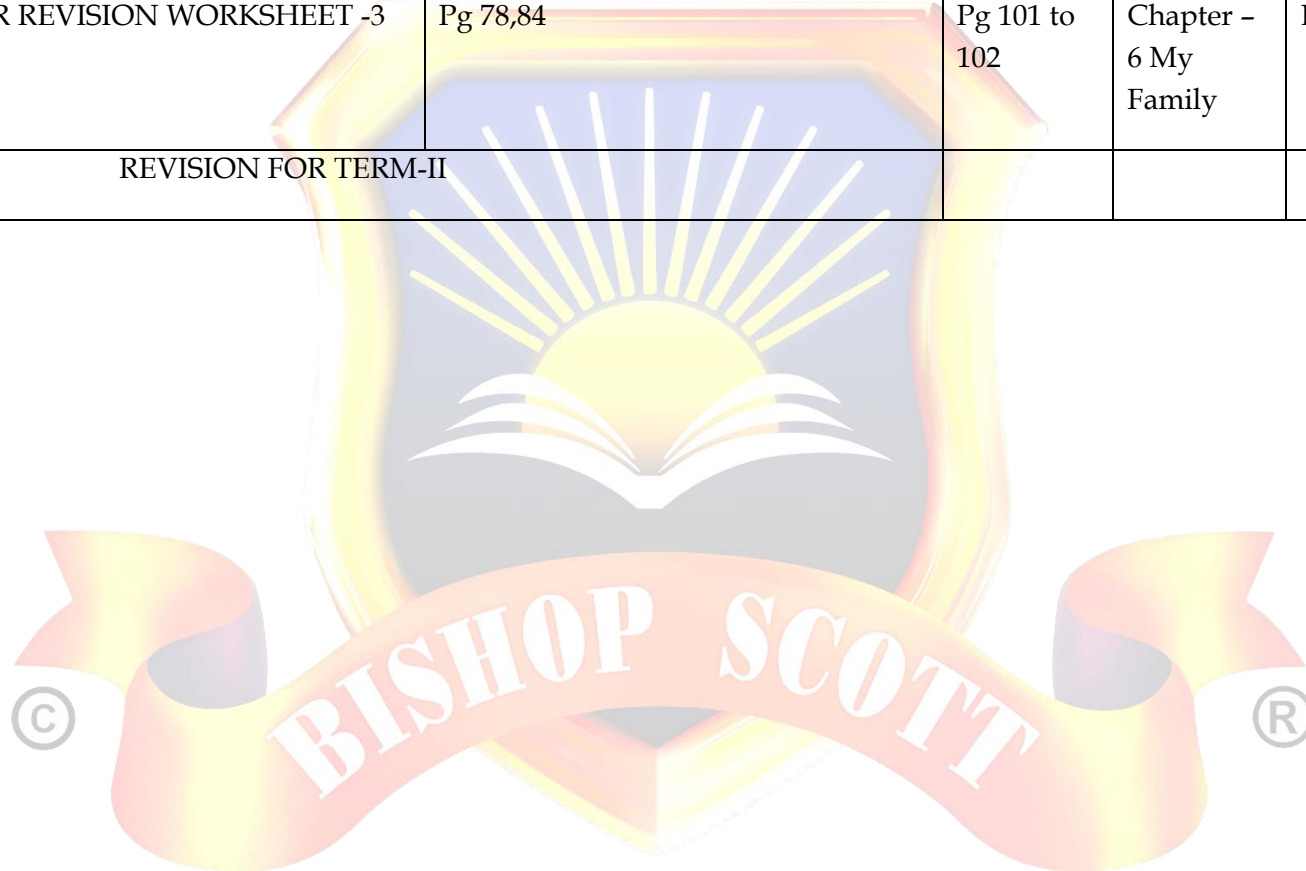 R REVISION WORKSHEET -3
Pg 78,84
Pg 101 to
102
Chapter –
6 My
Family
REVISION FOR TERM-II
BISHOP SCOTT
©
®